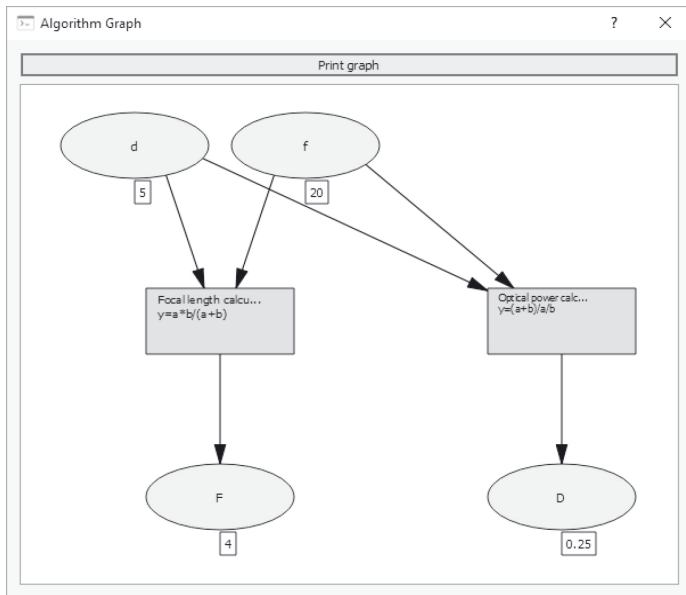 Algorithm Graph
?
Print graph
d
f
5
20
Focal length calcu...
y=a*b/(a+b)
Optical power calc...
y=(a+b)/a/b
F
D
4
0.25